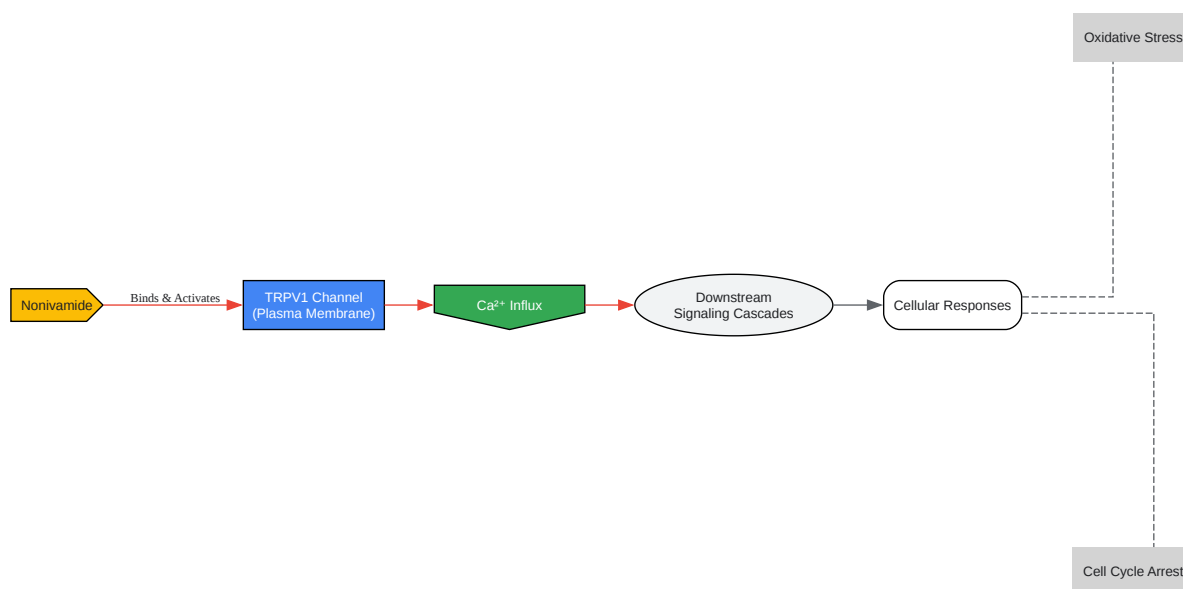 Oxidative Stress
Nonivamide
Binds & Activates
TRPV1 Channel
(Plasma Membrane)
Ca²⁺ Influx
Downstream
Signaling Cascades
Cellular Responses
Cell Cycle Arrest